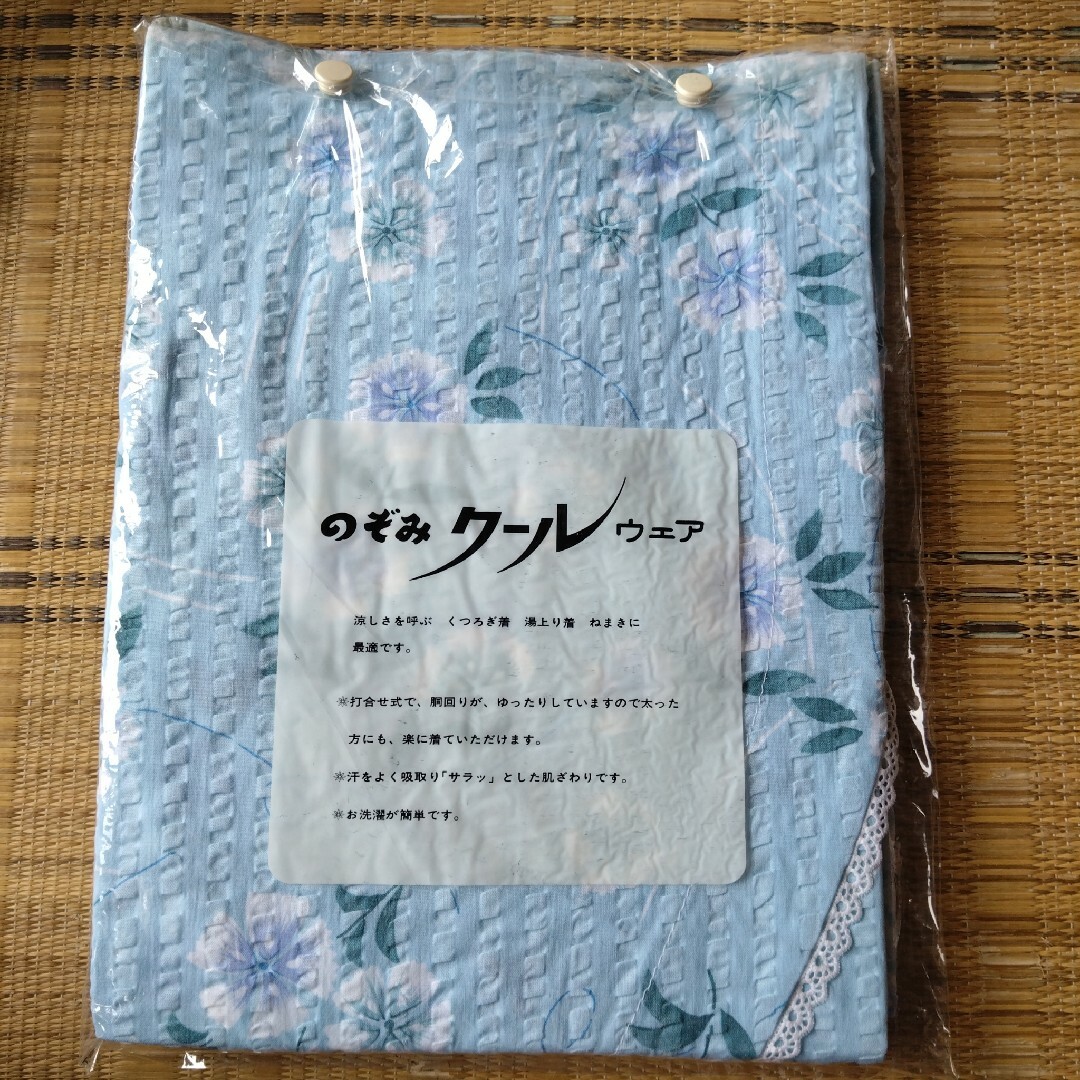 のぞみ クール ウェア
涼しさを呼ぶ くつろぎ着 湯上り着 ねまきに
最適です。
※打合せ式で、胴回りが、ゆったりしていますので太った
方にも、楽に着ていただけます。
※汗をよく吸取り「サラッ」とした肌ざわりです。
※お洗濯が簡単です。